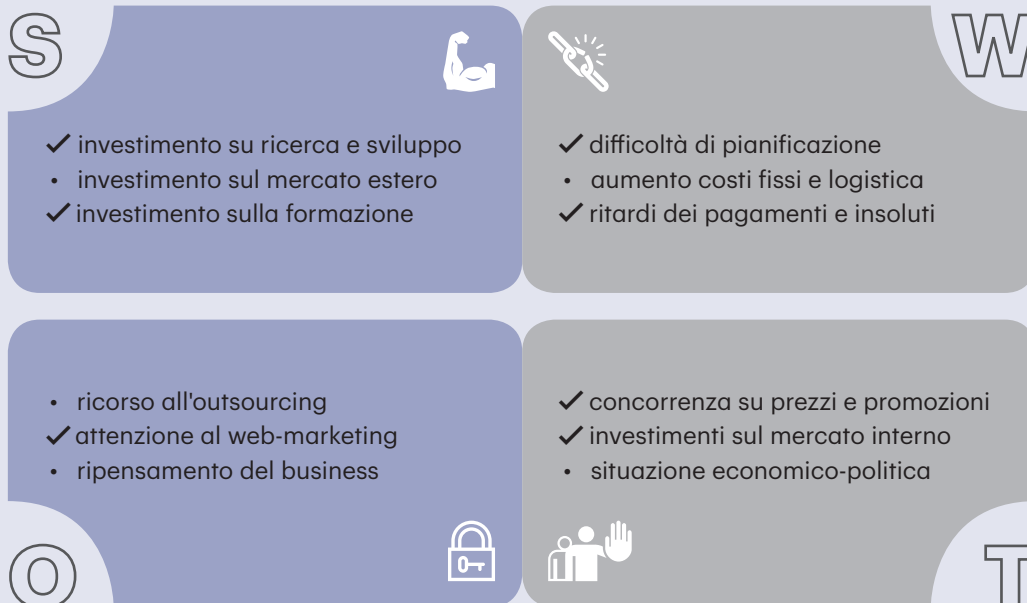 S
W
✓ investimento su ricerca e sviluppo
• investimento sul mercato estero
✓ investimento sulla formazione
✓ difficoltà di pianificazione
• aumento costi fissi e logistica
✓ ritardi dei pagamenti e insoluti
• ricorso all'outsourcing
✓ attenzione al web-marketing
• ripensamento del business
✓ concorrenza su prezzi e promozioni
✓ investimenti sul mercato interno
• situazione economico-politica
O
T